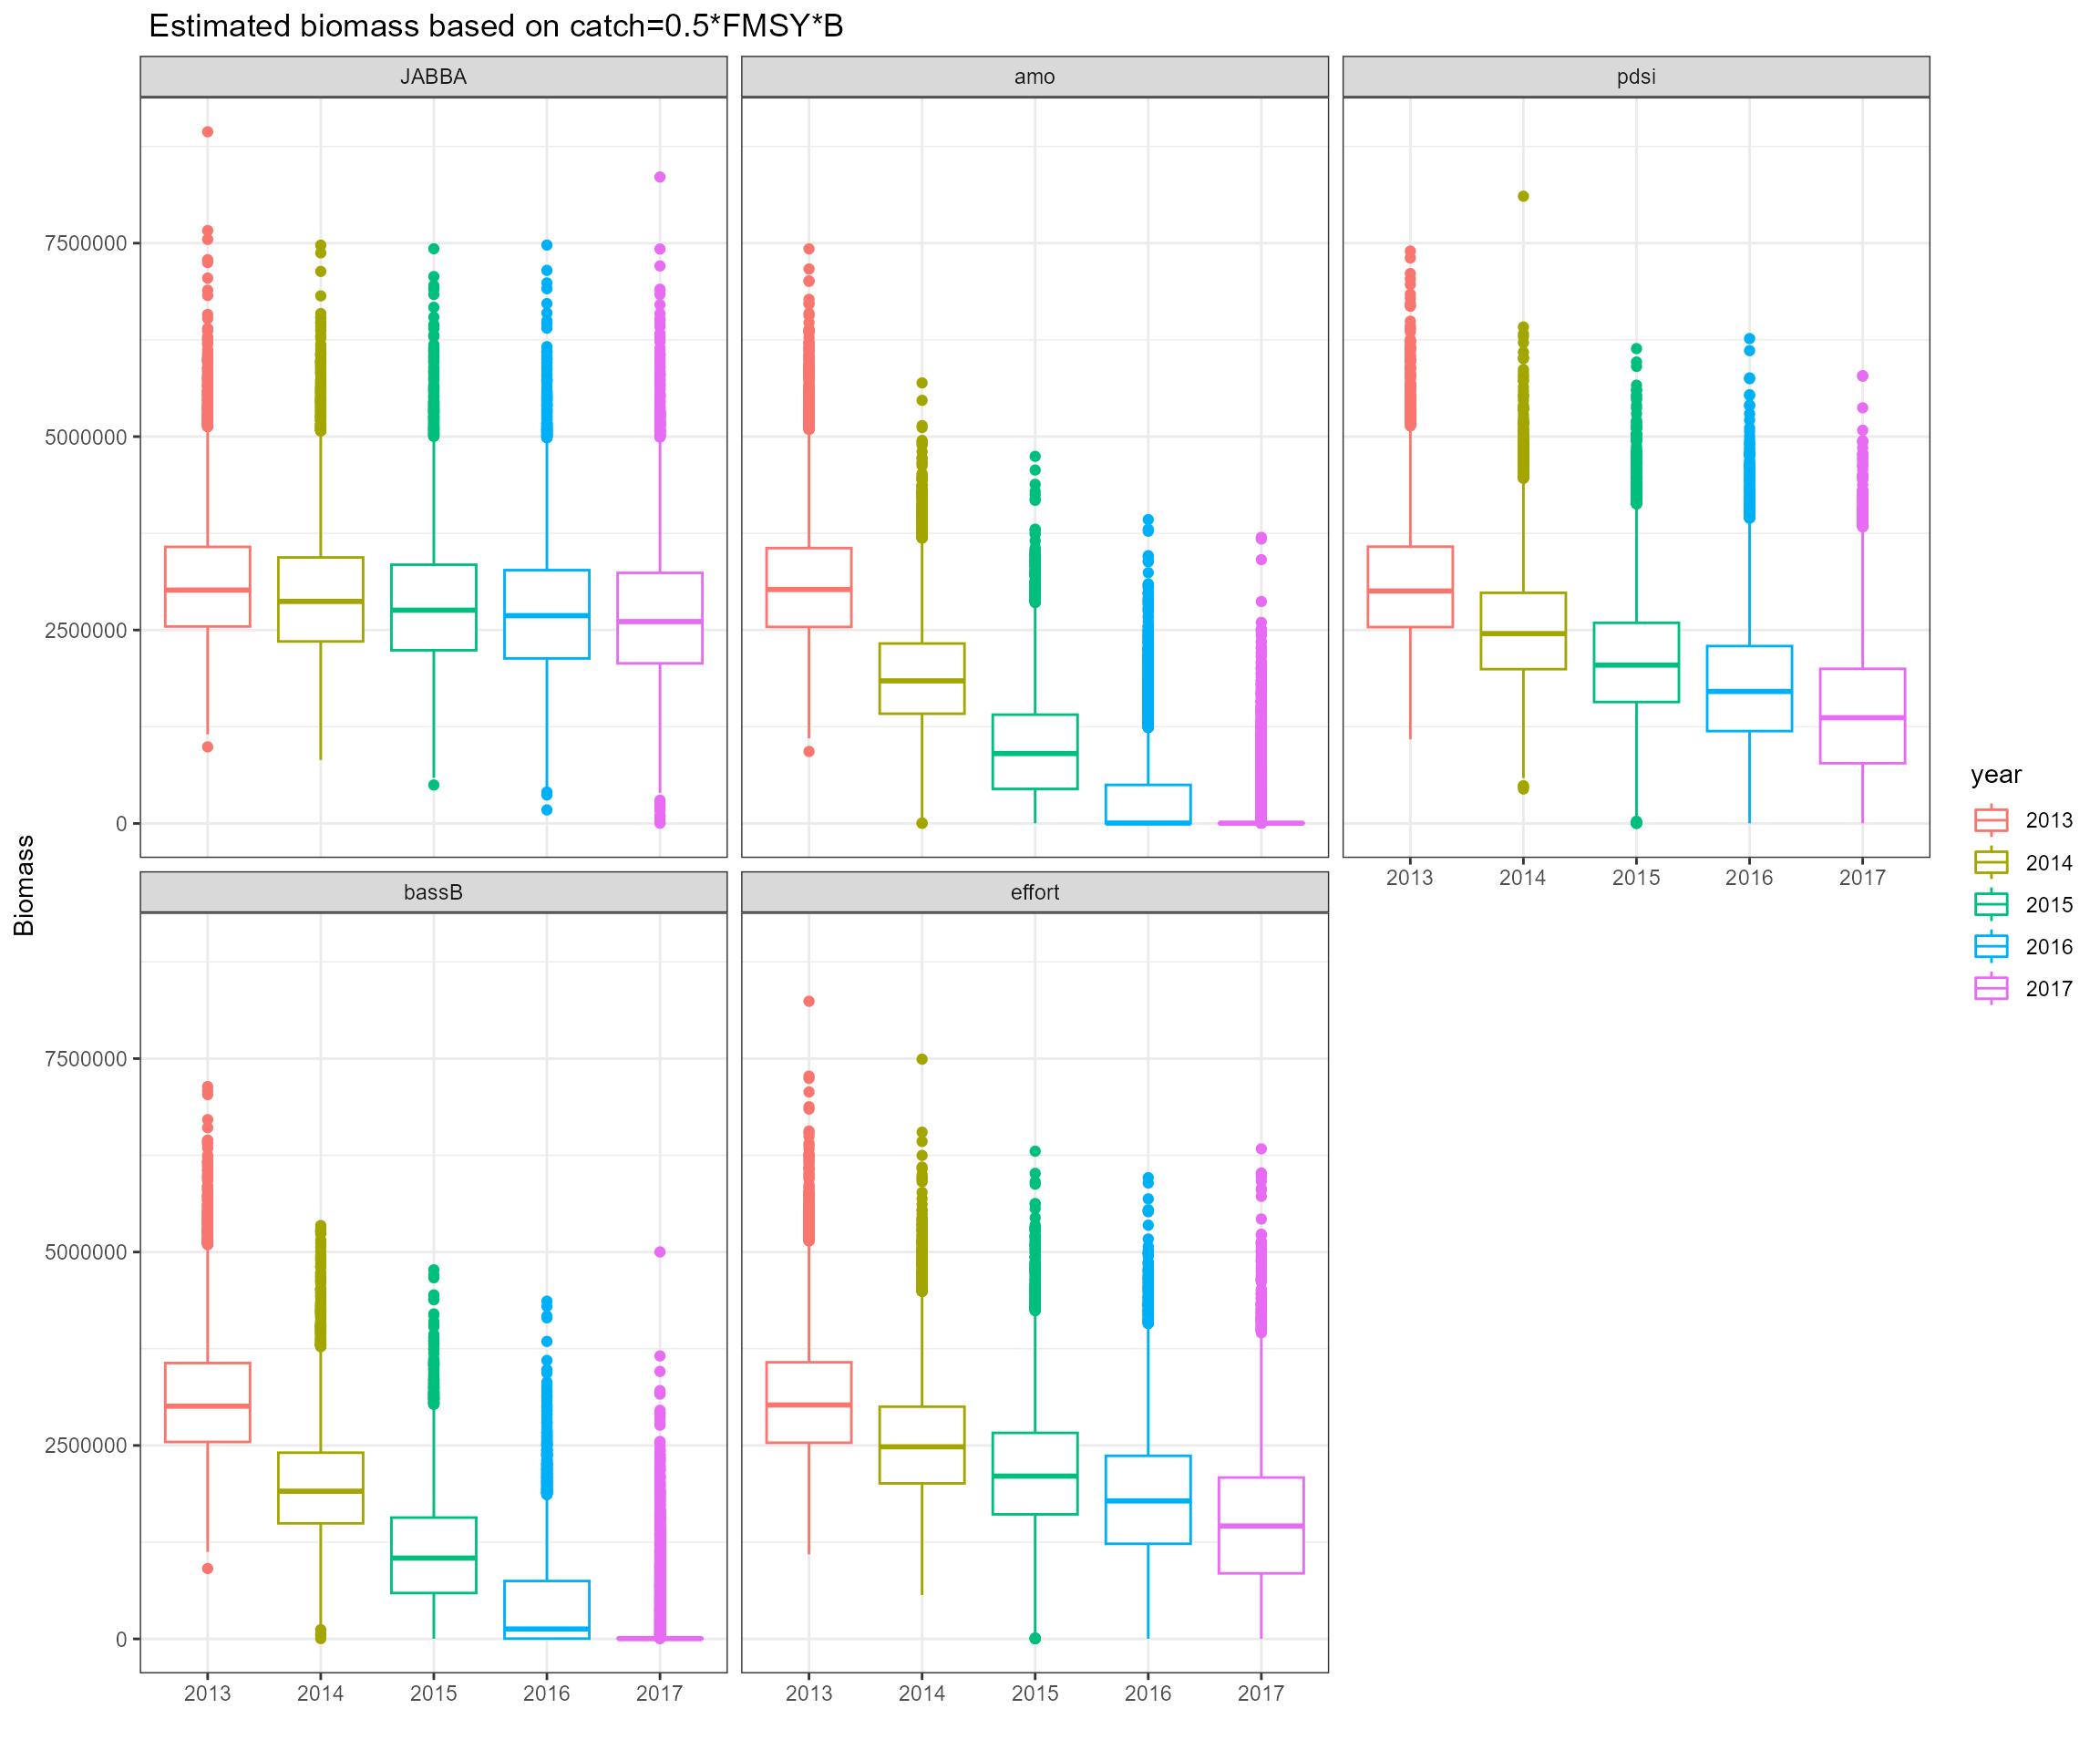 Estimated biomass based on catch=0.5*FMSY*B
JABBA
amo
pdsi
7500000
5000000
2500000
0
2013 2014 2015 2016 2017
Biomass
bassB
effort
7500000
5000000
2500000
0
2013 2014 2015 2016 2017
2013 2014 2015 2016 2017
year
2013
2014
2015
2016
2017